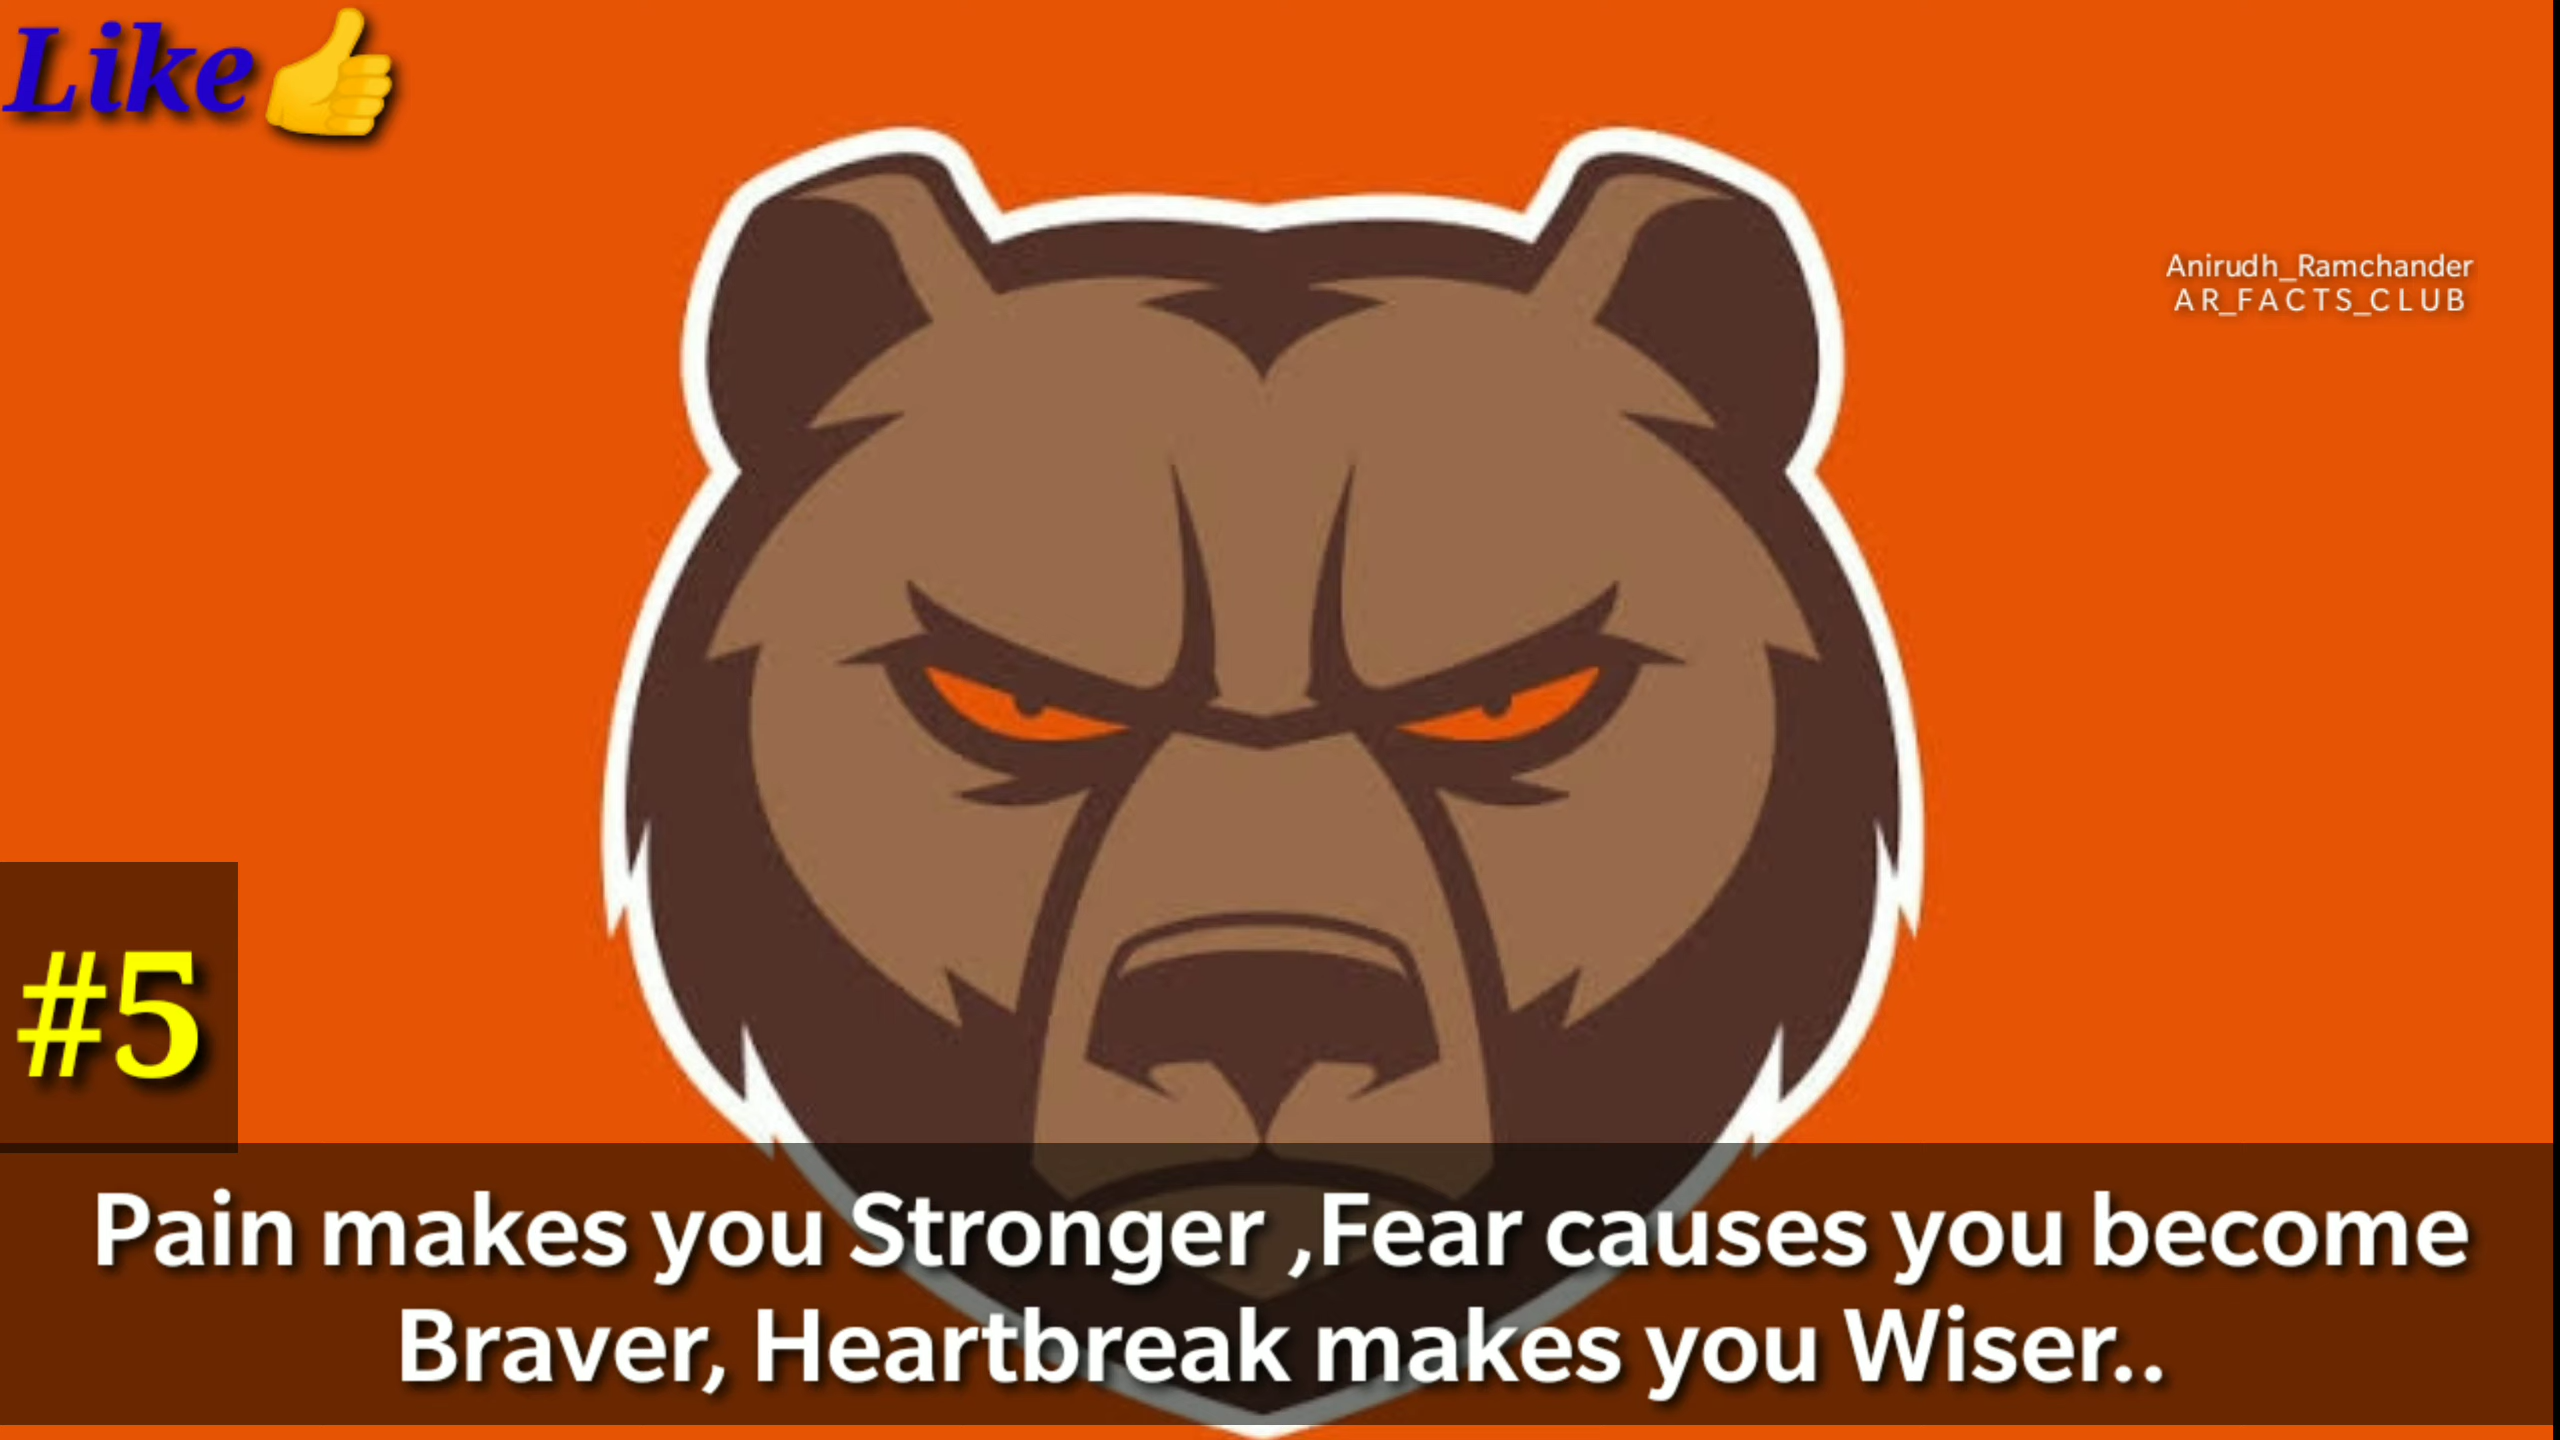 Like👍
Anirudh_Ramchander
AR_FACTS_CLUB
#5
Pain makes you Stronger ,Fear causes you become
Braver, Heartbreak makes you Wiser..